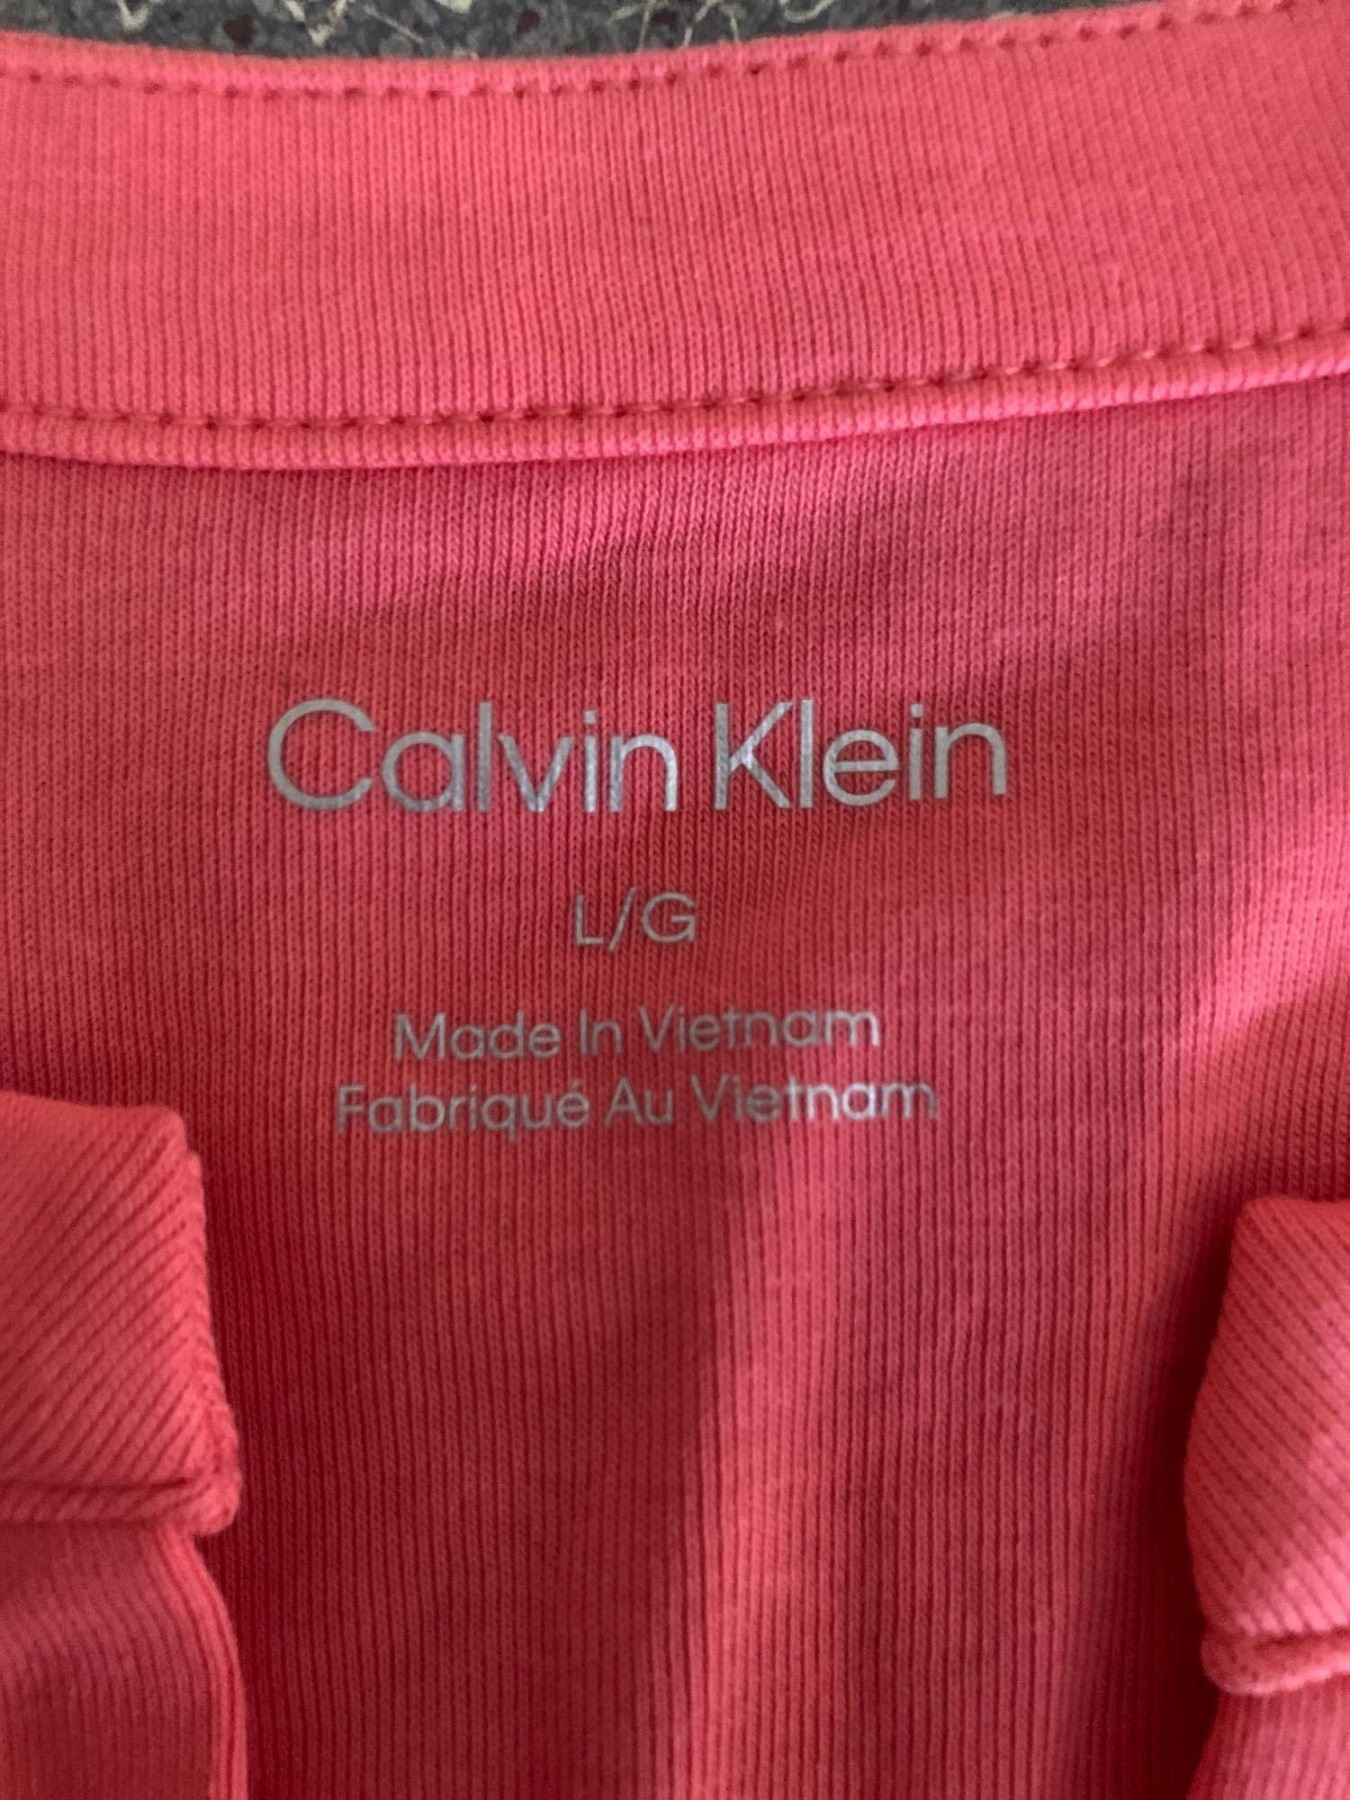 Calvin Klein
L/G
Made In Vietnam
Fabriqué Au Vietnam